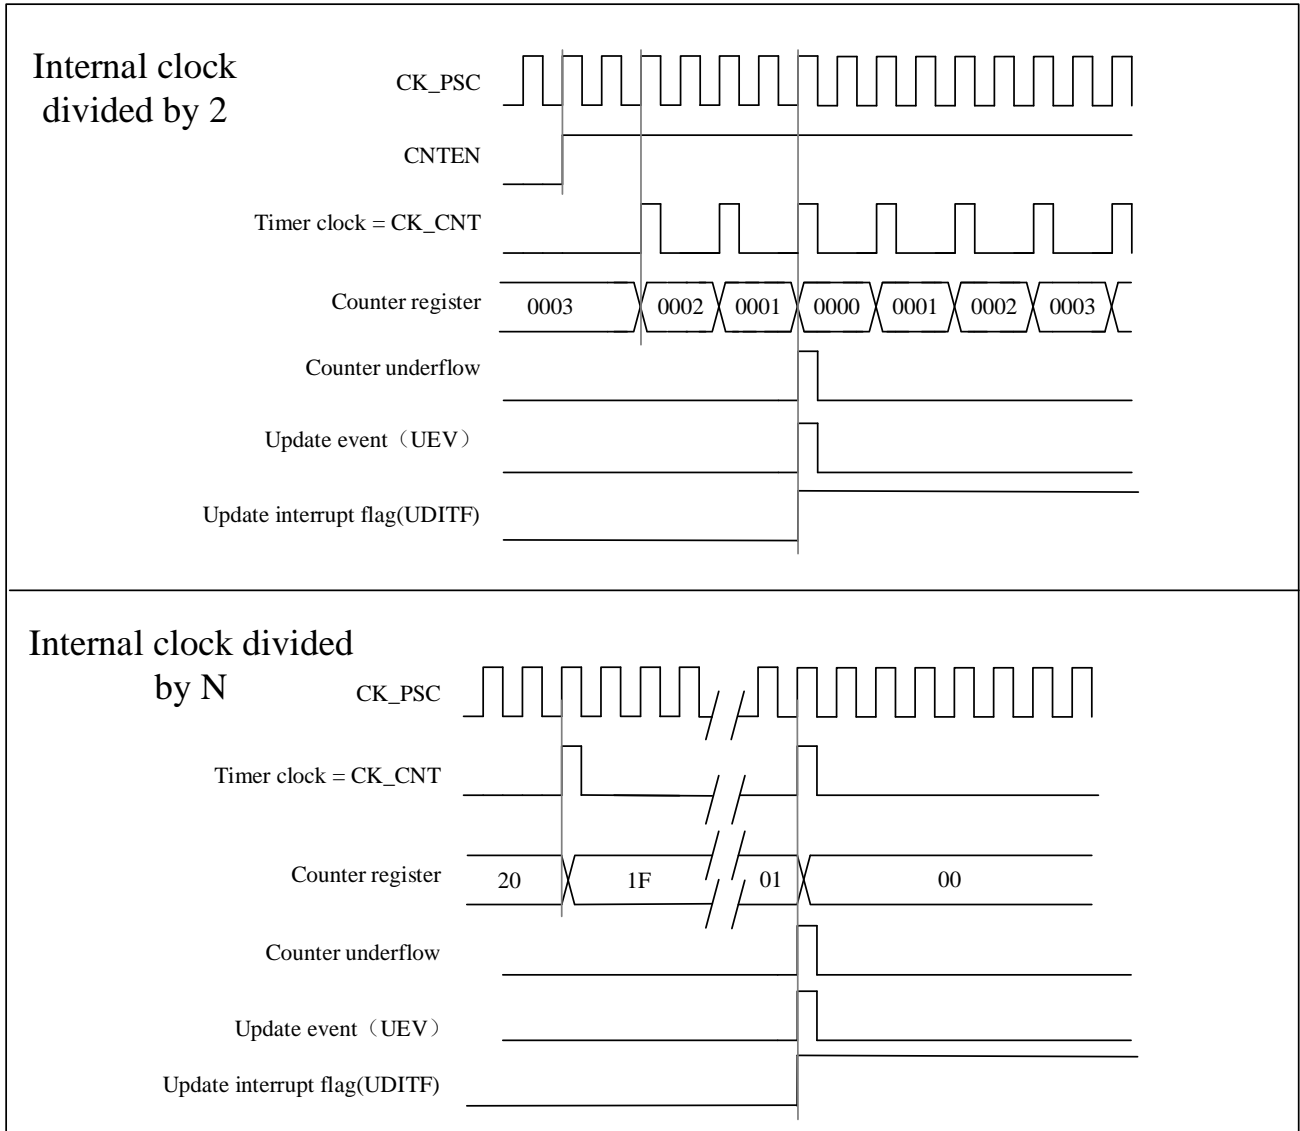 Internal clock
divided by 2
CK_PSC
CNTEN
Timer clock = CK_CNT
Counter register
0003
0002
0001
0000
0001
0002
0003
Counter underflow
Update event（UEV）
Update interrupt flag(UDITF)
Internal clock divided
by N
CK_PSC
Timer clock = CK_CNT
Counter register
20
1F
01
00
Counter underflow
Update event（UEV）
Update interrupt flag(UDITF)